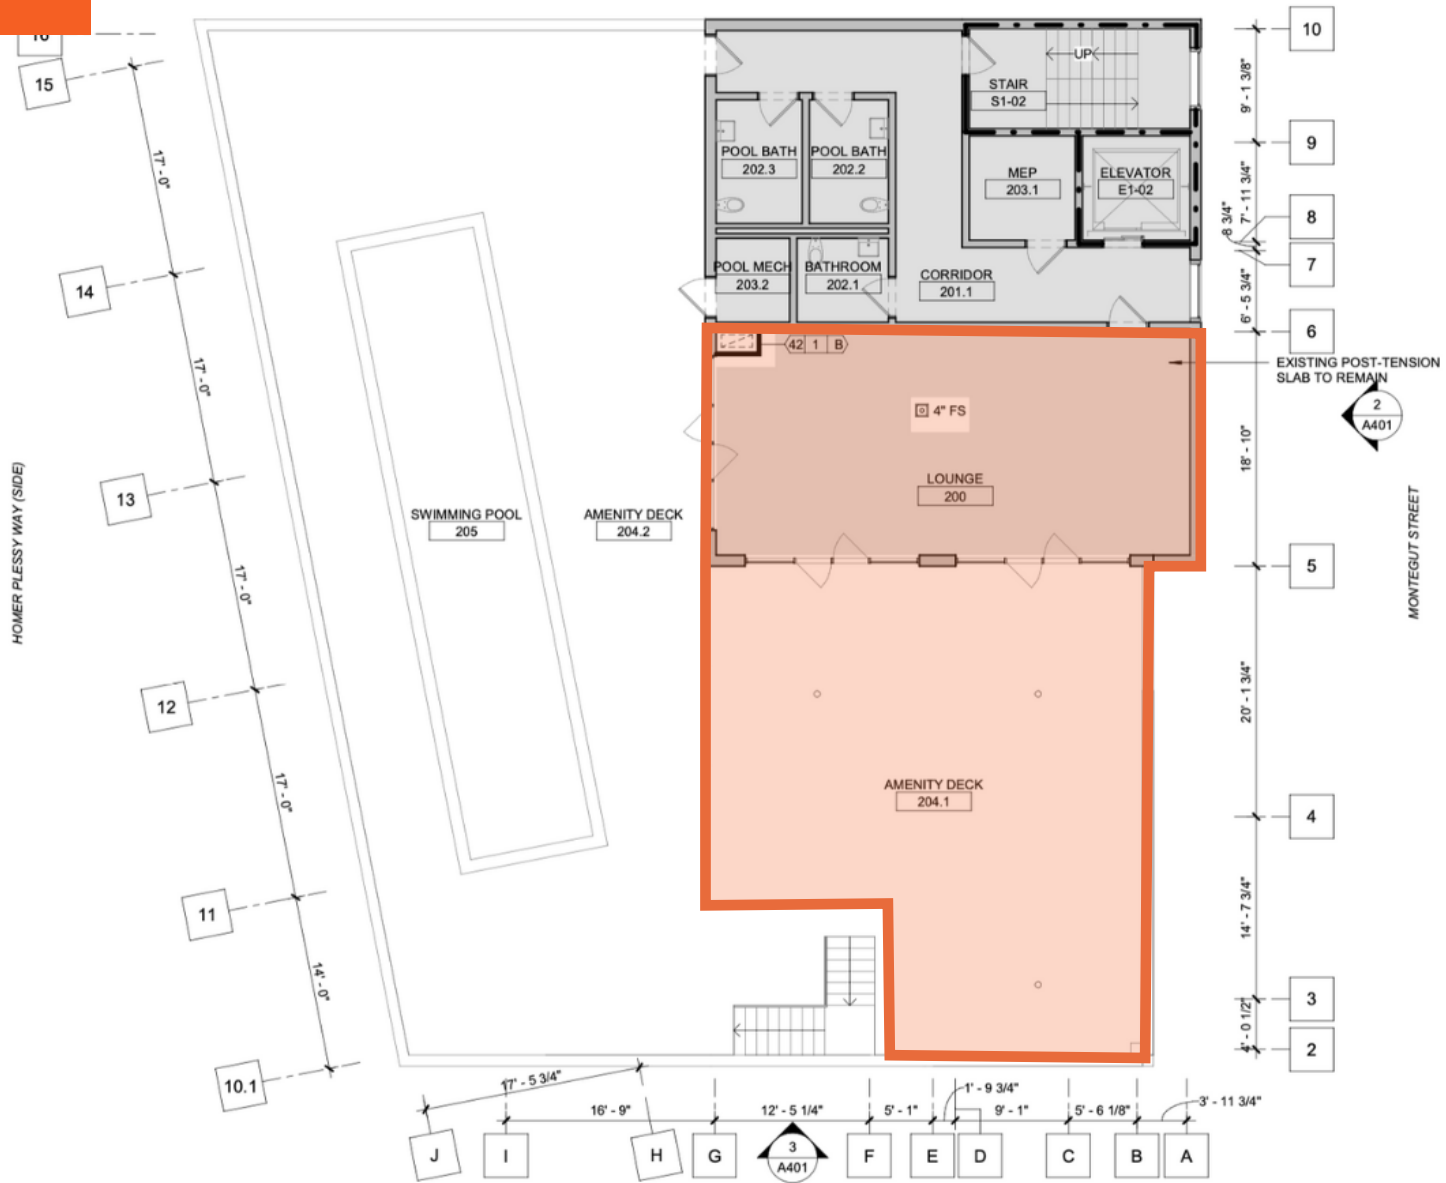 10
15
14
13
12
11
10.1
17' - 0"
17' - 0"
17' - 0"
17' - 0"
14' - 0"
HOMER PLESSY WAY (SIDE)
SWIMMING POOL
205
AMENITY DECK
204.2
POOL BATH
202.3
POOL BATH
202.2
POOL MECH
203.2
BATHROOM
202.1
STAIR
S1-02
UP
MEP
203.1
ELEVATOR
E1-02
CORRIDOR
201.1
42 1 B
4" FS
LOUNGE
200
AMENITY DECK
204.1
9' - 1 3/8"
7' - 11 3/4"
8 3/4"
6' - 5 3/4"
18' - 10"
20' - 1 3/4"
14' - 7 3/4"
4' - 0 1/2"
9
8
7
6
5
4
3
2
EXISTING POST-TENSION
SLAB TO REMAIN
2
A401
MONTEGUT STREET
17' - 5 3/4"
16' - 9"
12' - 5 1/4"
5' - 1"
1' - 9 3/4"
9' - 1"
5' - 6 1/8"
3' - 11 3/4"
J
I
H
G
3
A401
F
E
D
C
B
A